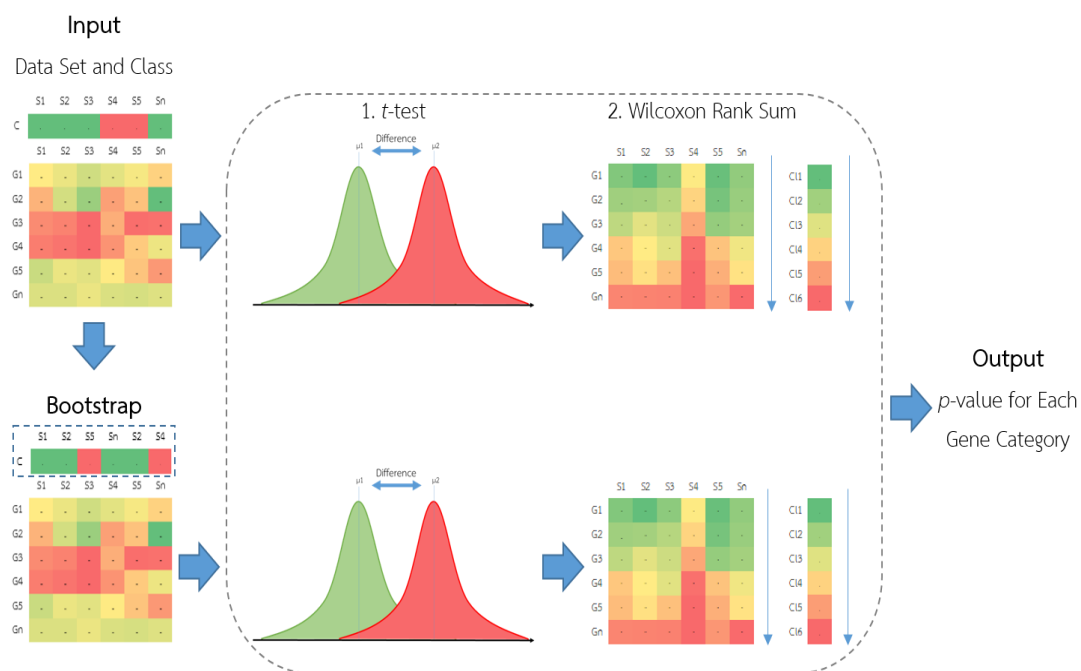 Input
Data Set and Class
S1 S2 S3 S4 S5 Sn
C
S1 S2 S3 S4 S5 Sn
G1
G2
G3
G4
G5
Gn
Bootstrap
S1 S2 S5 Sn S2 S4
C
S1 S2 S3 S4 S5 Sn
G1
G2
G3
G4
G5
Gn
1. t-test
Difference
μ1 μ2
2. Wilcoxon Rank Sum
S1 S2 S3 S4 S5 Sn
G1
G2
G3
G4
G5
Gn
Cl1
Cl2
Cl3
Cl4
Cl5
Cl6
Difference
μ1 μ2
S1 S2 S3 S4 S5 Sn
G1
G2
G3
G4
G5
Gn
Cl1
Cl2
Cl3
Cl4
Cl5
Cl6
Output
p-value for Each
Gene Category